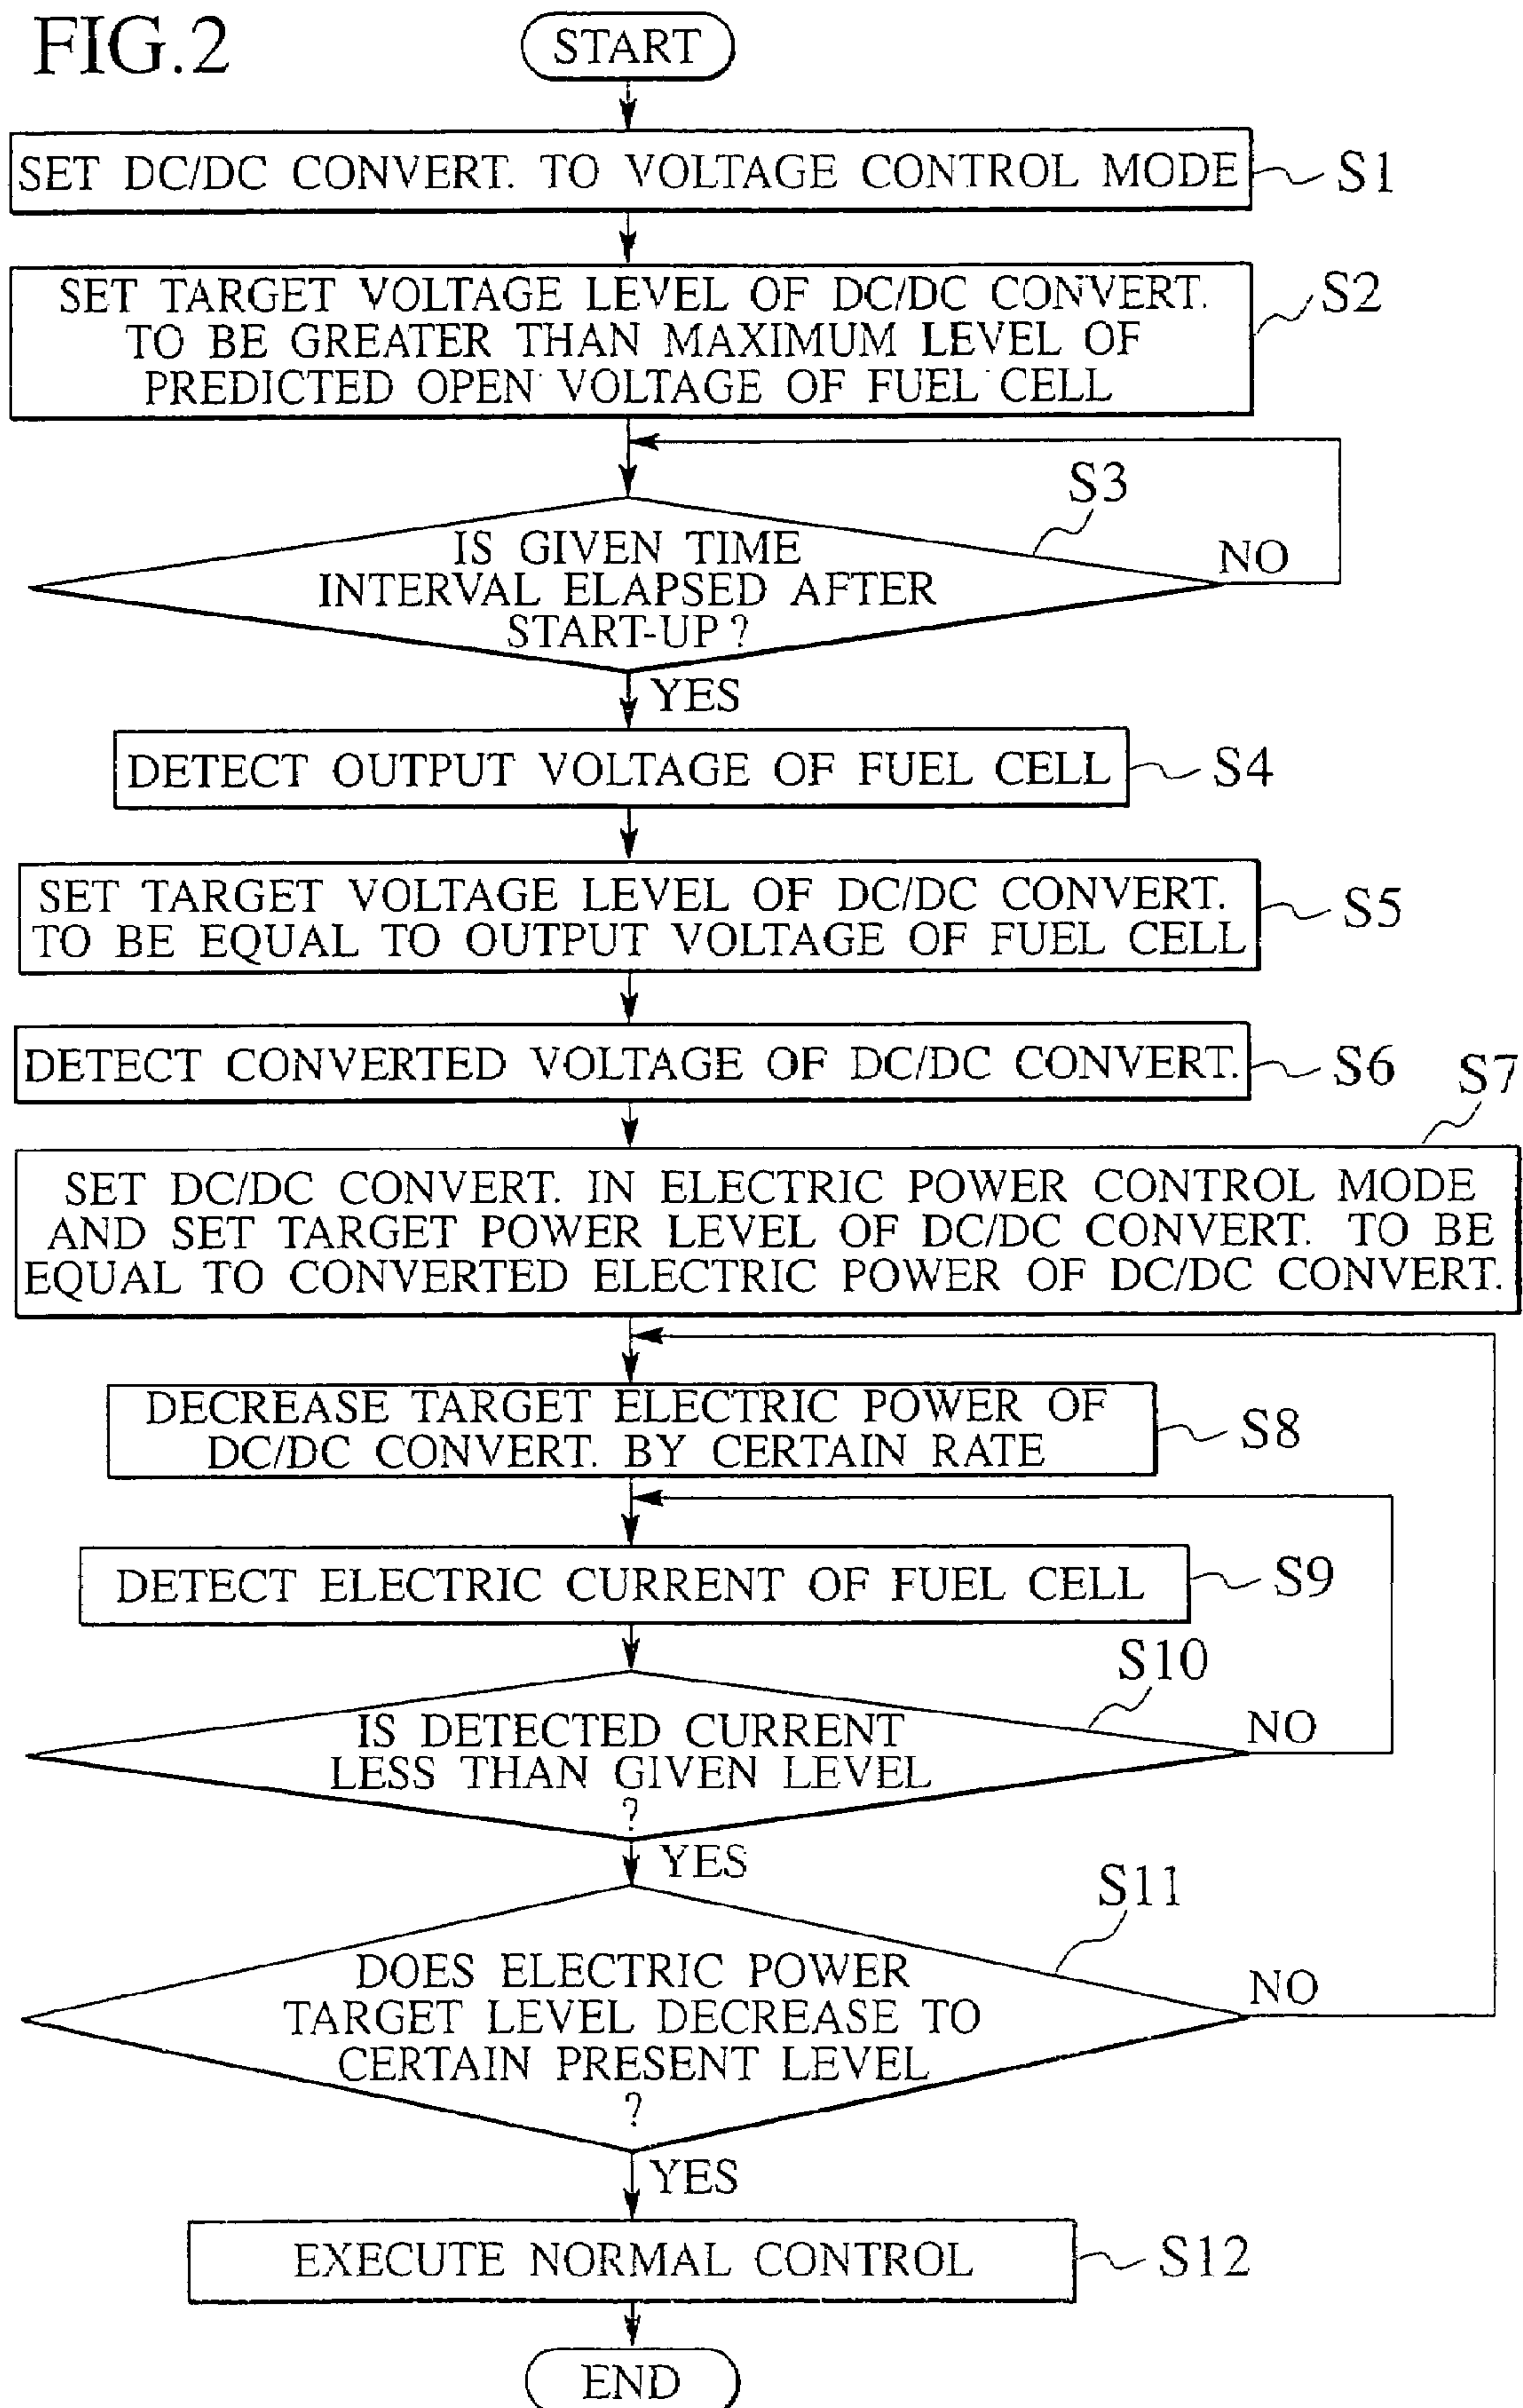 FIG.2
START
SET DC/DC CONVERT. TO VOLTAGE CONTROL MODE
S1
SET TARGET VOLTAGE LEVEL OF DC/DC CONVERT.
TO BE GREATER THAN MAXIMUM LEVEL OF
PREDICTED OPEN VOLTAGE OF FUEL CELL
S2
S3
IS GIVEN TIME
INTERVAL ELAPSED AFTER
START-UP?
NO
YES
DETECT OUTPUT VOLTAGE OF FUEL CELL
S4
SET TARGET VOLTAGE LEVEL OF DC/DC CONVERT.
TO BE EQUAL TO OUTPUT VOLTAGE OF FUEL CELL
S5
DETECT CONVERTED VOLTAGE OF DC/DC CONVERT.
S6
S7
SET DC/DC CONVERT. IN ELECTRIC POWER CONTROL MODE
AND SET TARGET POWER LEVEL OF DC/DC CONVERT. TO BE
EQUAL TO CONVERTED ELECTRIC POWER OF DC/DC CONVERT.
DECREASE TARGET ELECTRIC POWER OF
DC/DC CONVERT. BY CERTAIN RATE
S8
DETECT ELECTRIC CURRENT OF FUEL CELL
S9
S10
IS DETECTED CURRENT
LESS THAN GIVEN LEVEL
?
NO
YES
S11
DOES ELECTRIC POWER
TARGET LEVEL DECREASE TO
CERTAIN PRESENT LEVEL
?
NO
YES
EXECUTE NORMAL CONTROL
S12
END